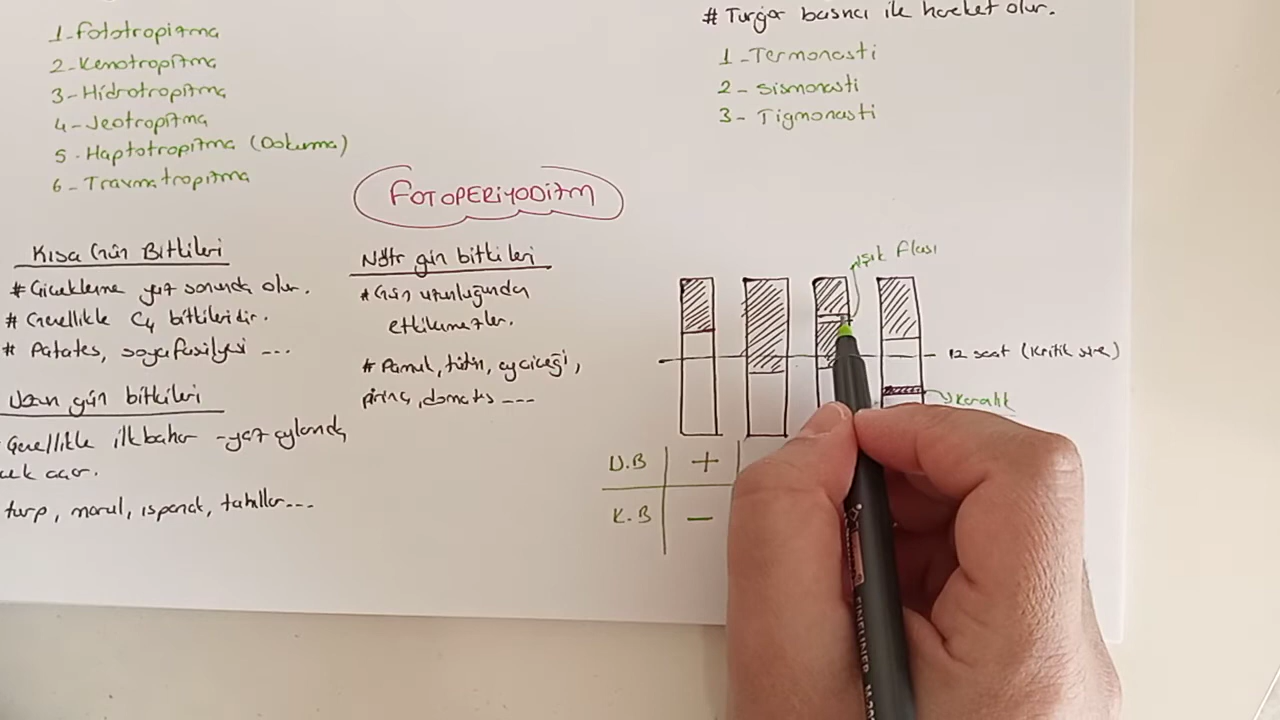 1-Fototropizma
2-Kemotropizma
3-Hidrotropizma
4-Jeotropizma
5-Haptotropizma (Dokunma)
6-Travmatropizma
# Turgor basıncı ile hareket olur.
1-Termonasti
2-Sismonasti
3-Tigmonasti
FOTOPERİYODİZM
Kısa Gün Bitkileri
# Çiçeklenme yaz sonunda olur.
# Genellikle C4 bitkileridir.
# Patates, soya fasulyesi ---
Uzun gün bitkileri
Genellikle ilkbahar-yaz aylarında
açar.
turp, marul, ıspanak, tahıllar---
Nötr gün bitkileri
# Gün uzunluğundan
etkilenmezler.
# Pamuk, tütün, ayçiçeği,
pirinç, domates ---
Işık Flaşı
12 saat (Kritik süre)
Karanlık
U.B +
K.B -
FINELINER